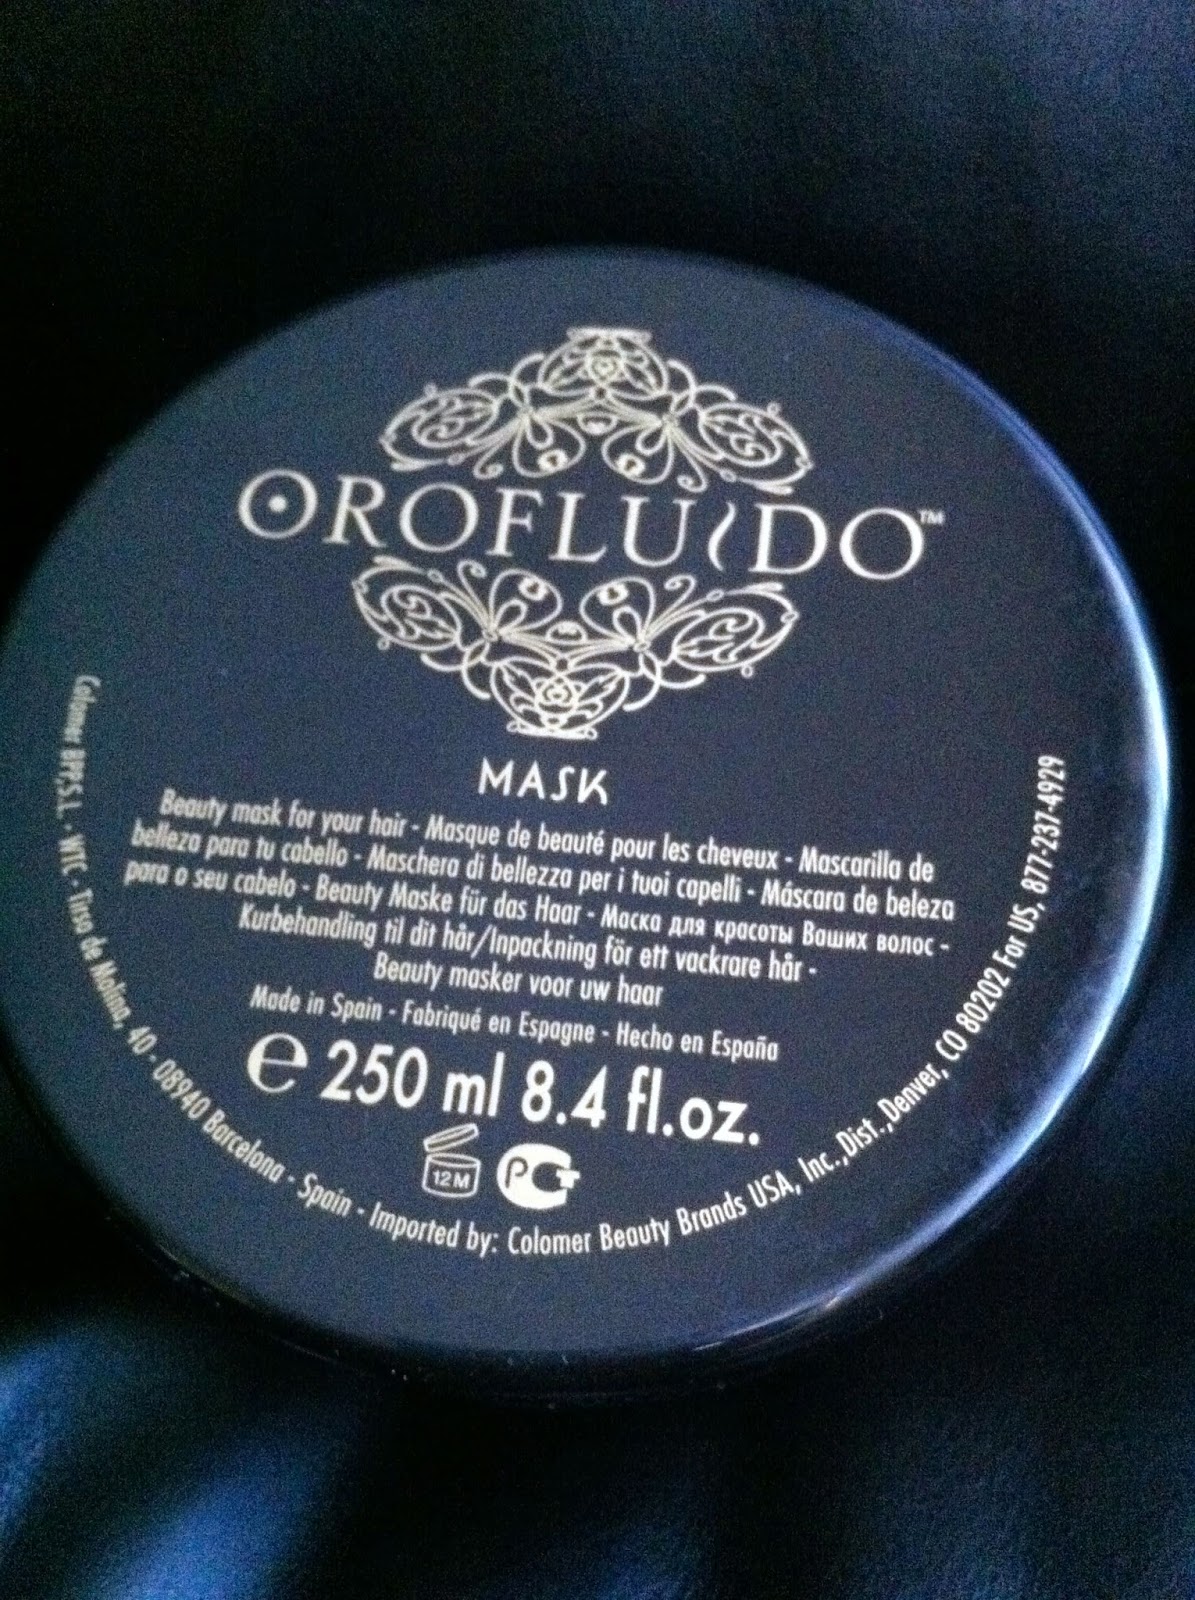 OROFLUIDO™
MASK
Beauty mask for your hair - Masque de beauté pour les cheveux - Mascarilla de
belleza para tu cabello - Maschera di bellezza per i tuoi capelli - Máscara de beleza
para o seu cabelo - Beauty Maske für das Haar - Маска для красоты Ваших волос -
Kurbehandling til dit hår/Inpackning för ett vackrare hår -
Beauty masker voor uw haar
Made in Spain - Fabriqué en Espagne - Hecho en España
e 250 ml 8.4 fl.oz.
12M
Colomer BPP,S.L. - WTC - Tirso de Molina, 40 - 08940 Barcelona - Spain - Imported by: Colomer Beauty Brands USA, Inc.,Dist.,Denver, CO 80202 For US, 877-237-4929